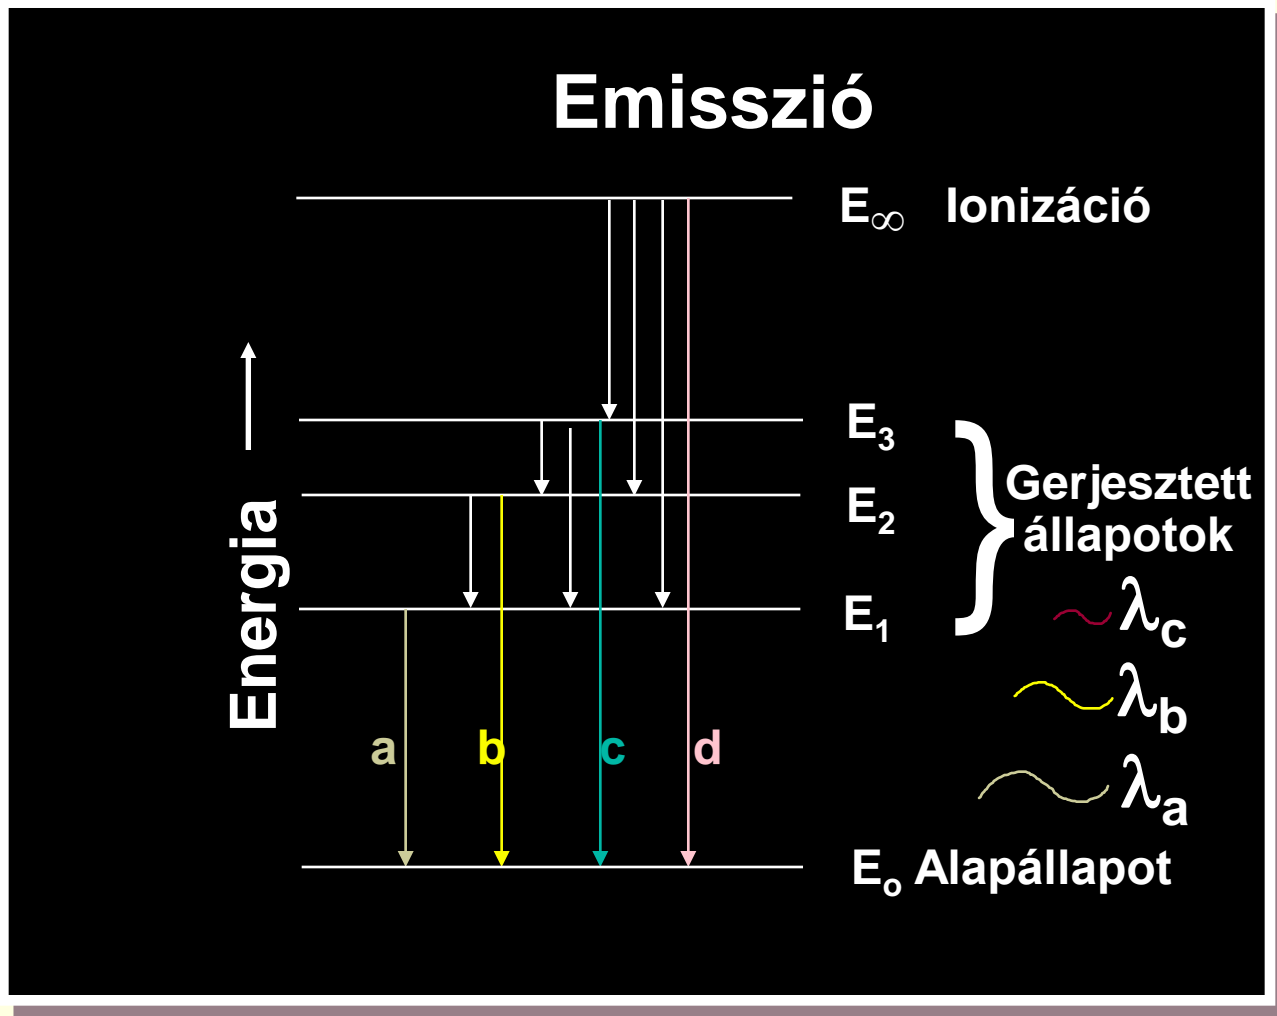 Emisszió
E∞ Ionizáció
E3
Gerjesztett
E2
állapotok
Energia
E1
λc
λb
a b c d
λa
Eo Alapállapot